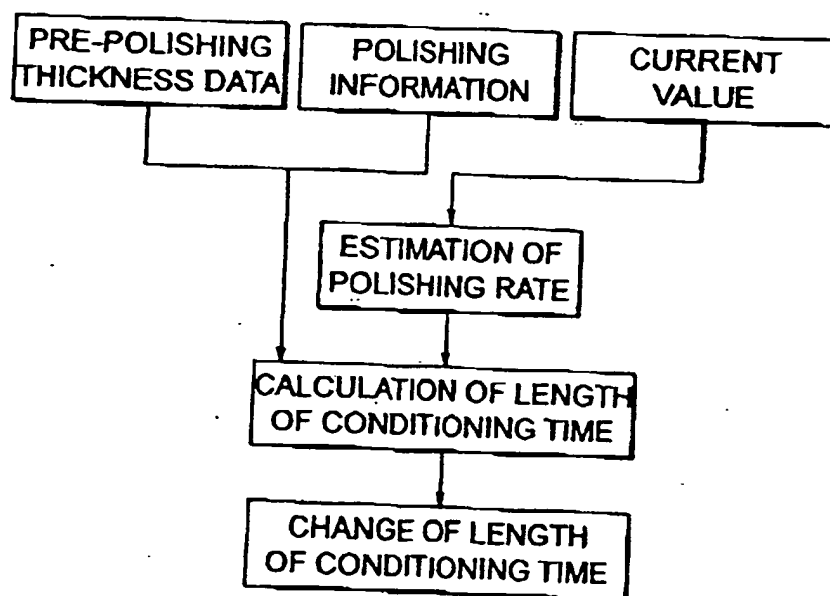 PRE-POLISHING
THICKNESS DATA
POLISHING
INFORMATION
CURRENT
VALUE
ESTIMATION OF
POLISHING RATE
CALCULATION OF LENGTH
OF CONDITIONING TIME
CHANGE OF LENGTH
OF CONDITIONING TIME